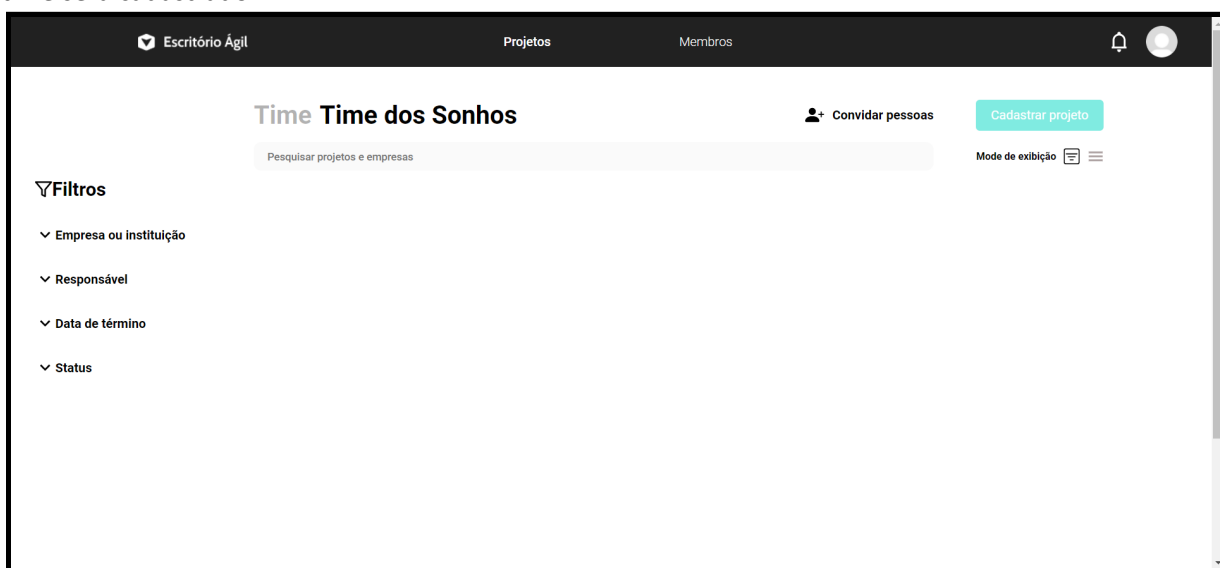 Escritório Ágil
Projetos
Membros
Time Time dos Sonhos
Convidar pessoas
Cadastrar projeto
Pesquisar projetos e empresas
Mode de exibição
Filtros
Empresa ou instituição
Responsável
Data de término
Status